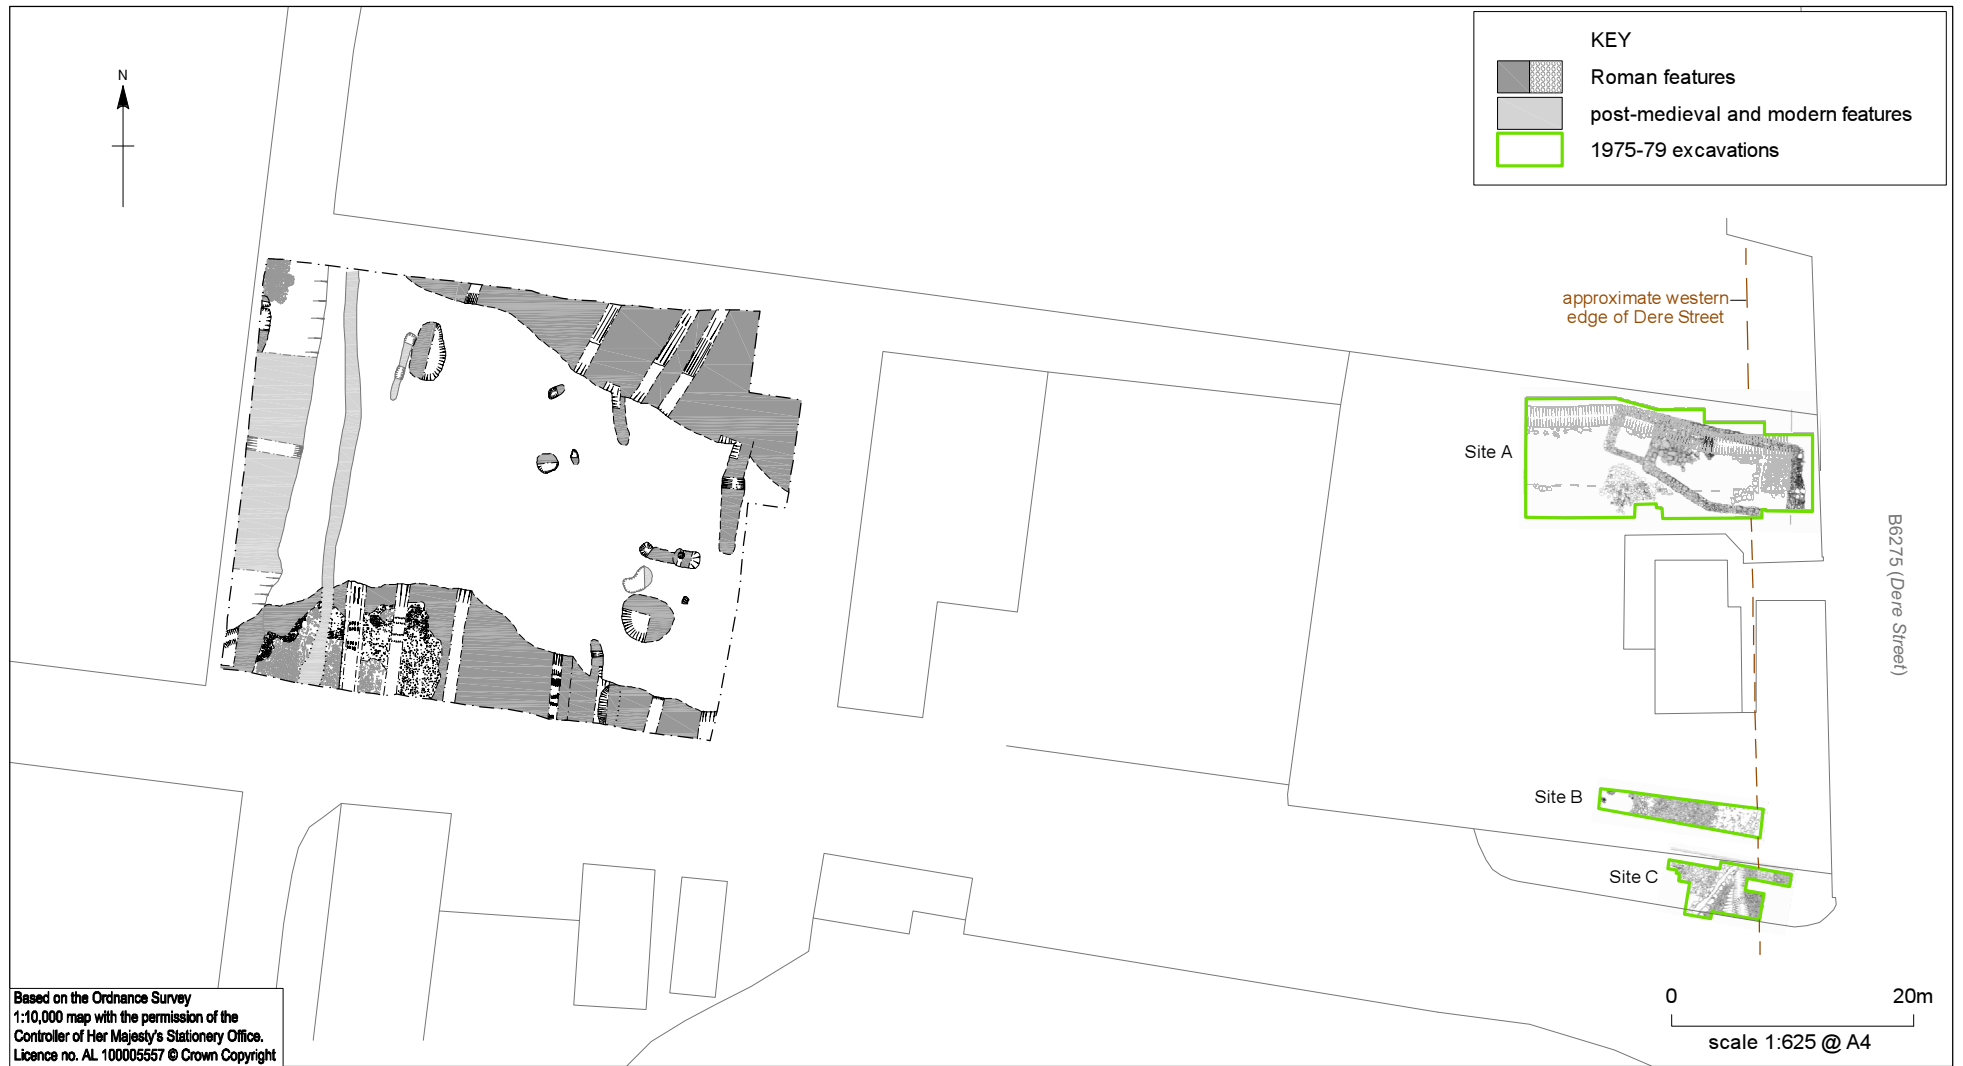 N
KEY
Roman features
post-medieval and modern features
1975-79 excavations
approximate western
edge of Dere Street
Site A
B6275 (Dere Street)
Site B
Site C
Based on the Ordnance Survey
1:10,000 map with the permission of the
Controller of Her Majesty's Stationery Office.
Licence no. AL 100005557 © Crown Copyright
0 20m
scale 1:625 @ A4